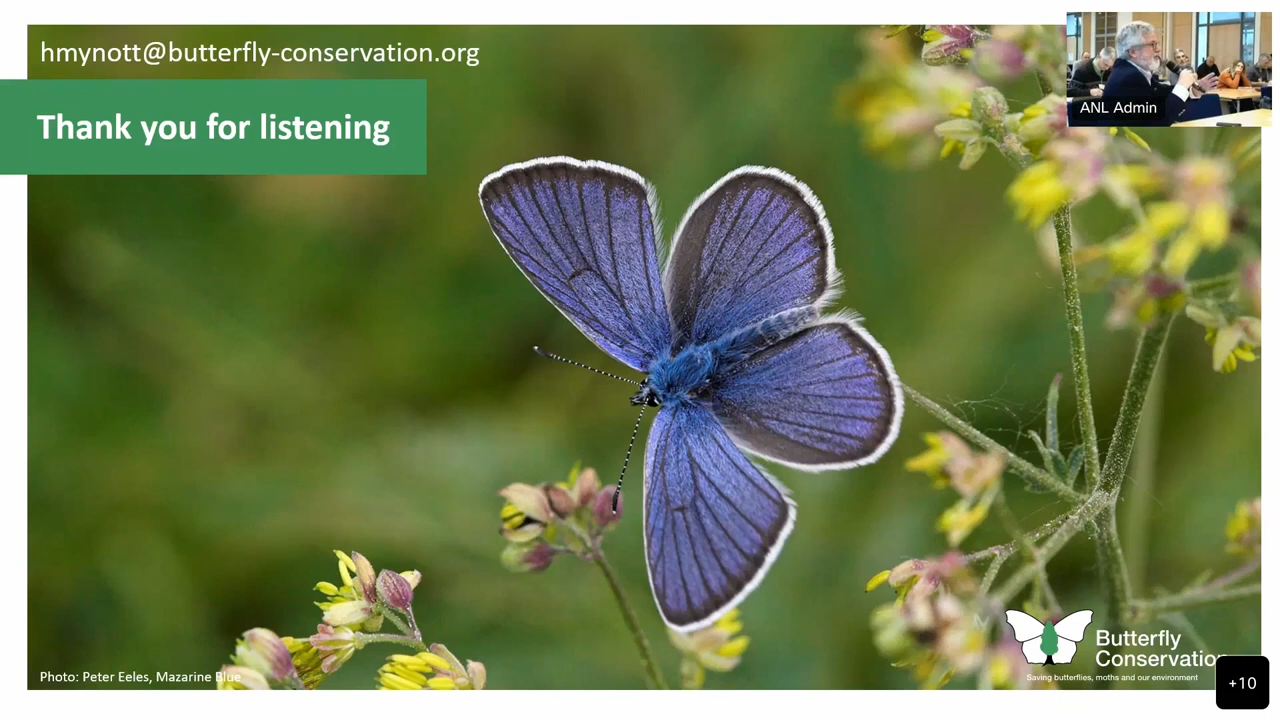 hmynott@butterfly-conservation.org
ANL Admin
Thank you for listening
Butterfly
Conservation
Saving butterflies, moths and our environment
Photo: Peter Eeles, Mazarine Blue
+10